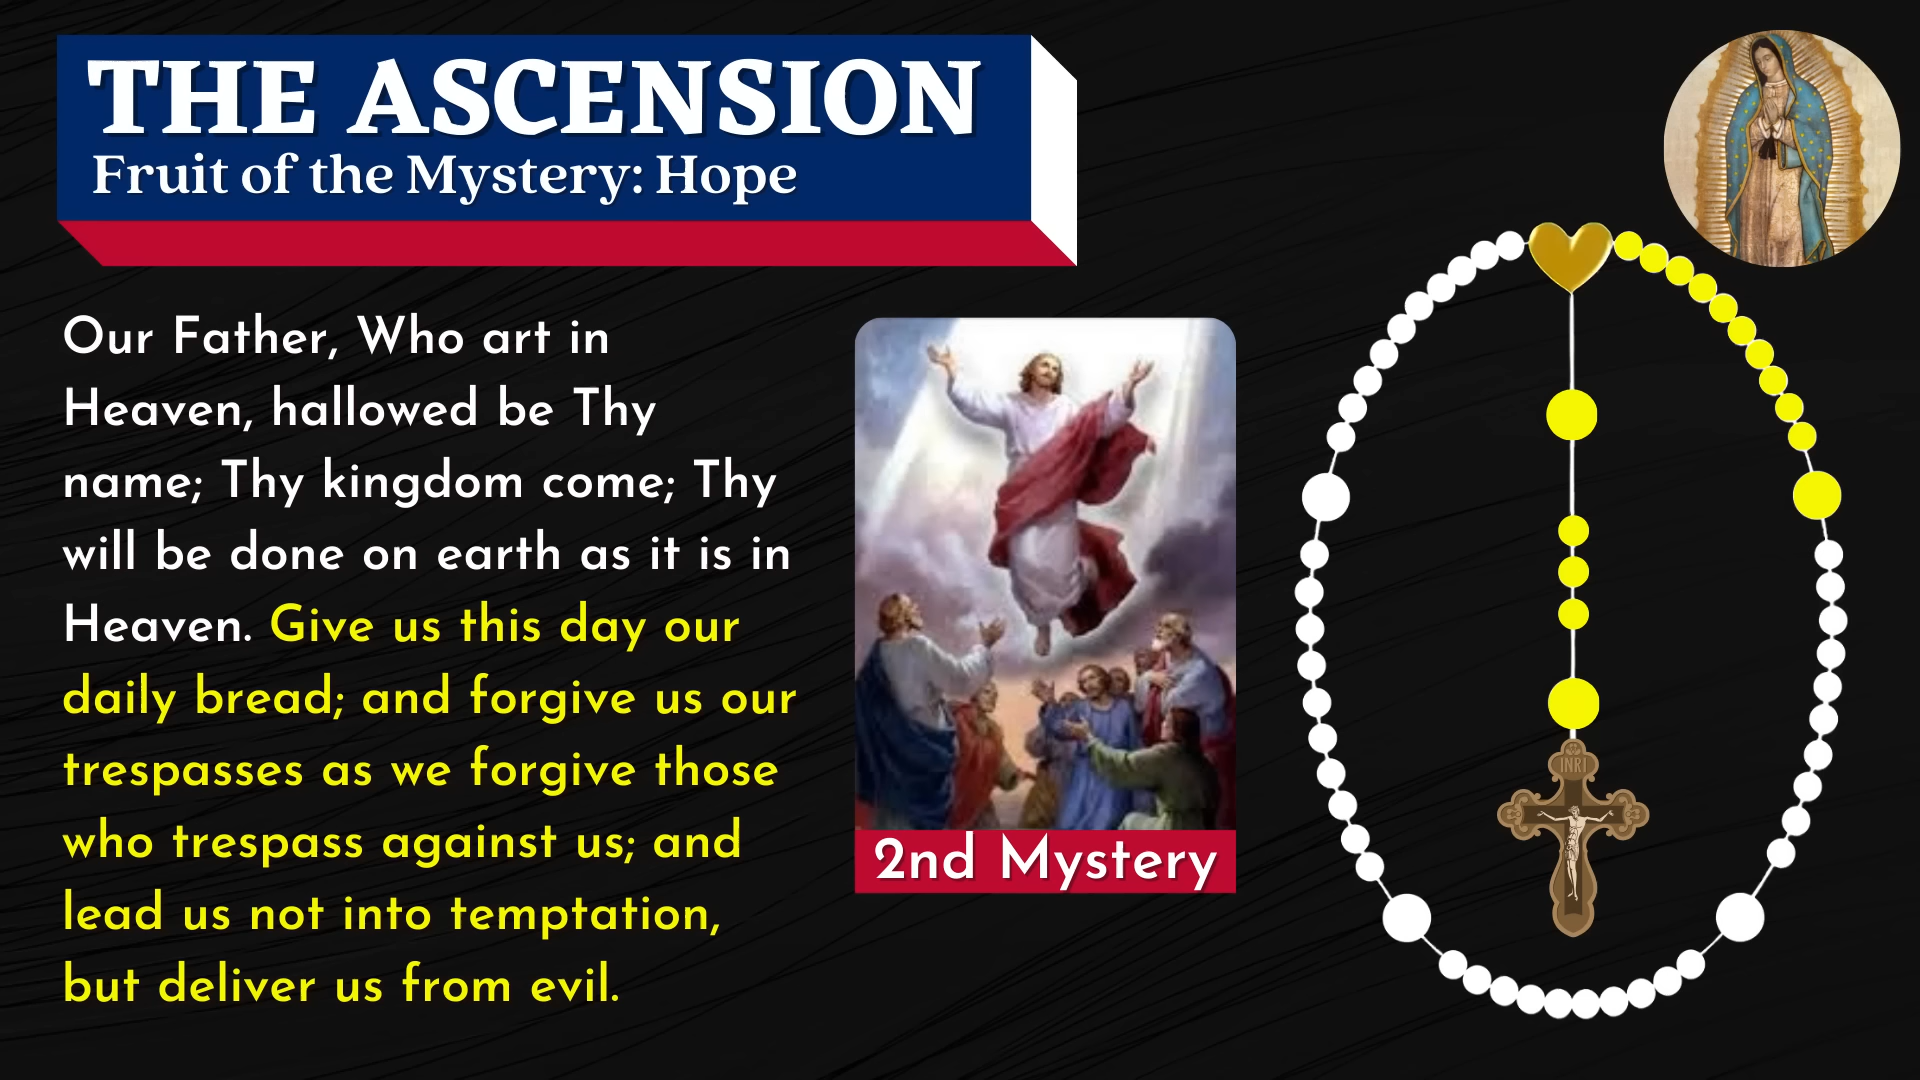 THE ASCENSION
Fruit of the Mystery: Hope
Our Father, Who art in
Heaven, hallowed be Thy
name; Thy kingdom come; Thy
will be done on earth as it is in
Heaven. Give us this day our
daily bread; and forgive us our
trespasses as we forgive those
who trespass against us; and
lead us not into temptation,
but deliver us from evil.
2nd Mystery
INRI